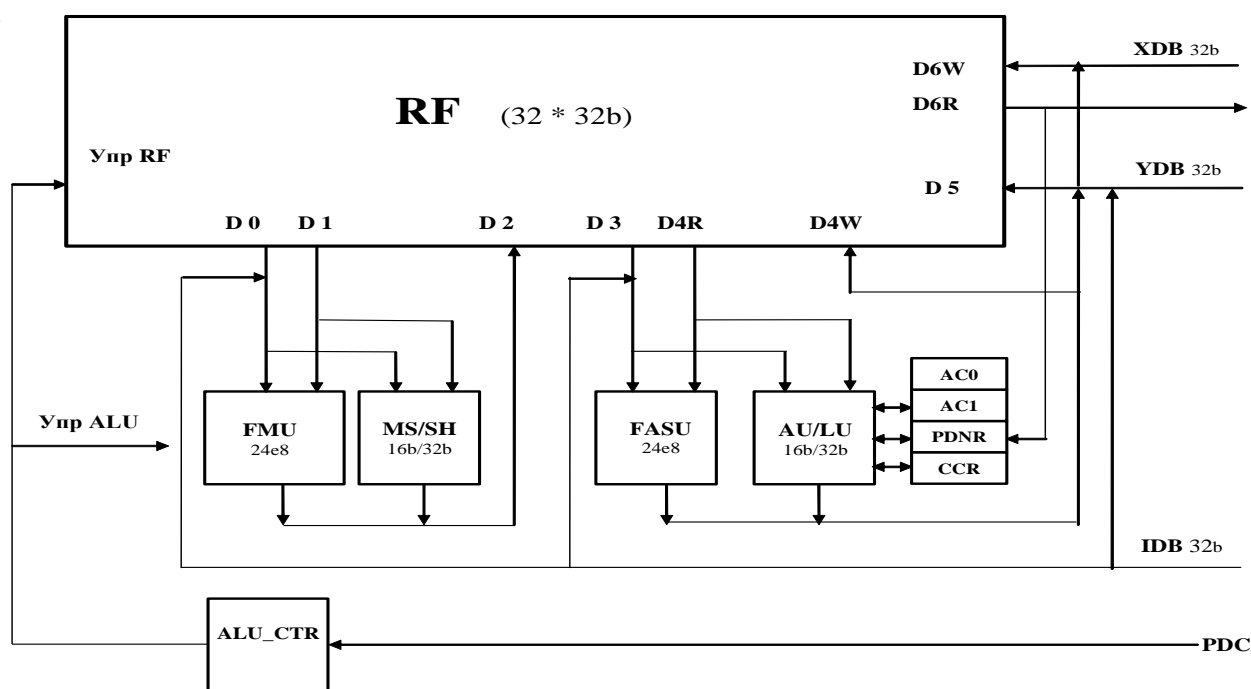 XDB 32b
D6W
RF (32 * 32b)
D6R
Упр RF
YDB 32b
D 5
D 0 D 1 D 2 D 3 D4R D4W
AC0
AC1
PDNR
CCR
Упр ALU
FMU
24e8
MS/SH
16b/32b
FASU
24e8
AU/LU
16b/32b
IDB 32b
ALU_CTR
PDC